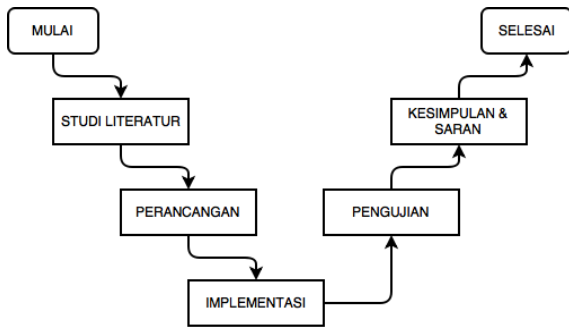 MULAI
STUDI LITERATUR
PERANCANGAN
IMPLEMENTASI
PENGUJIAN
KESIMPULAN &
SARAN
SELESAI